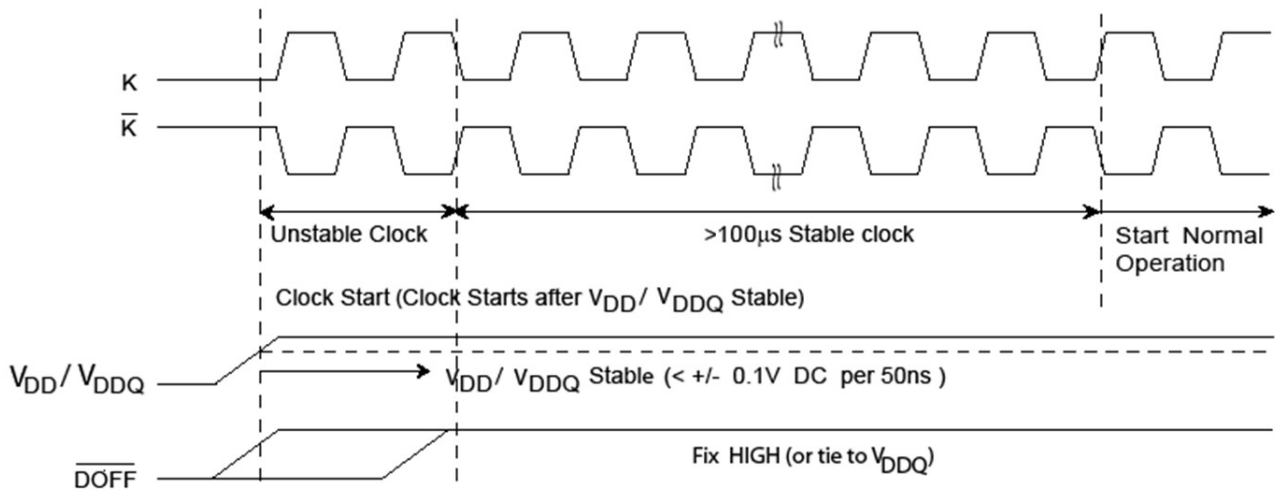 K
K̅
Unstable Clock
>100μs Stable clock
Start Normal
Operation
Clock Start (Clock Starts after VDD/ VDDQ Stable)
VDD/ VDDQ
VDD/ VDDQ Stable (< +/- 0.1V DC per 50ns )
D̅O̅F̅F̅
Fix HIGH (or tie to VDDQ)